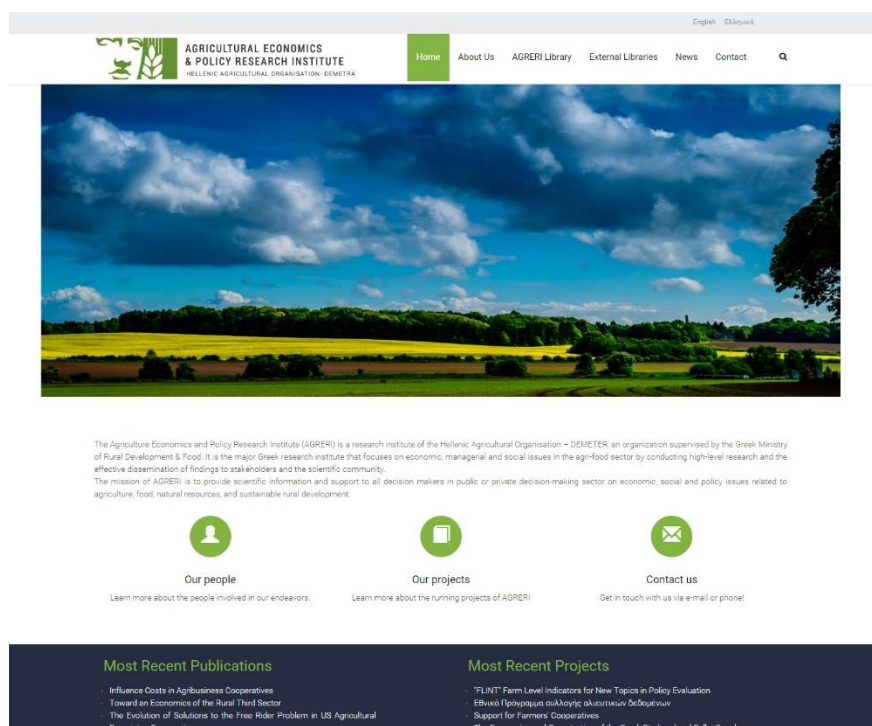 English Ελληνικά
AGRICULTURAL ECONOMICS
& POLICY RESEARCH INSTITUTE
HELLENIC AGRICULTURAL ORGANISATION- DEMETRA
Home About Us AGRERI Library External Libraries News Contact
The Agriculture Economics and Policy Research Institute (AGRERI) is a research institute of the Hellenic Agricultural Organisation – DEMETER, an organization supervised by the Greek Ministry
of Rural Development & Food. It is the major Greek research institute that focuses on economic, managerial and social issues in the agri-food sector by conducting high-level research and the
effective dissemination of findings to stakeholders and the scientific community.
The mission of AGRERI is to provide scientific information and support to all decision makers in public or private decision-making sector on economic, social and policy issues related to
agriculture, food, natural resources, and sustainable rural development.
Our people Our projects Contact us
Learn more about the people involved in our endeavors. Learn more about the running projects of AGRERI Get in touch with us via e-mail or phone!
Most Recent Publications Most Recent Projects
Influence Costs in Agribusiness Cooperatives "FLINT" Farm Level Indicators for New Topics in Policy Evaluation
Toward an Economics of the Rural Third Sector Εθνικό Πρόγραμμα συλλογής αλιευτικών δεδομένων
The Evolution of Solutions to the Free Rider Problem in US Agricultural Support for Farmers' Cooperatives